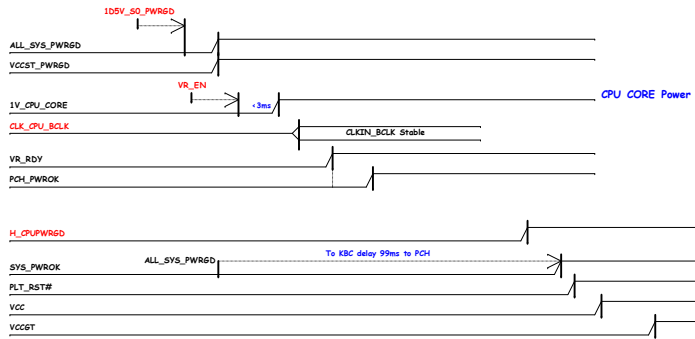 1D5V_S0_PWRGD
ALL_SYS_PWRGD
VCCST_PWRGD
VR_EN
1V_CPU_CORE
<3ms
CPU CORE Power
CLK_CPU_BCLK
CLKIN_BCLK Stable
VR_RDY
PCH_PWROK
H_CPUPWRGD
ALL_SYS_PWRGD
To KBC delay 99ms to PCH
SYS_PWROK
PLT_RST#
VCC
VCCGT